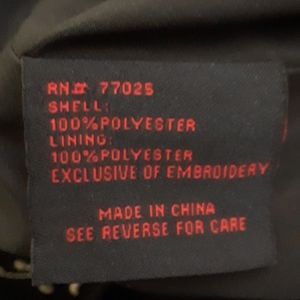 RN# 77025
SHELL:
100%POLYESTER
LINING:
100%POLYESTER
EXCLUSIVE OF EMBROIDERY
MADE IN CHINA
SEE REVERSE FOR CARE